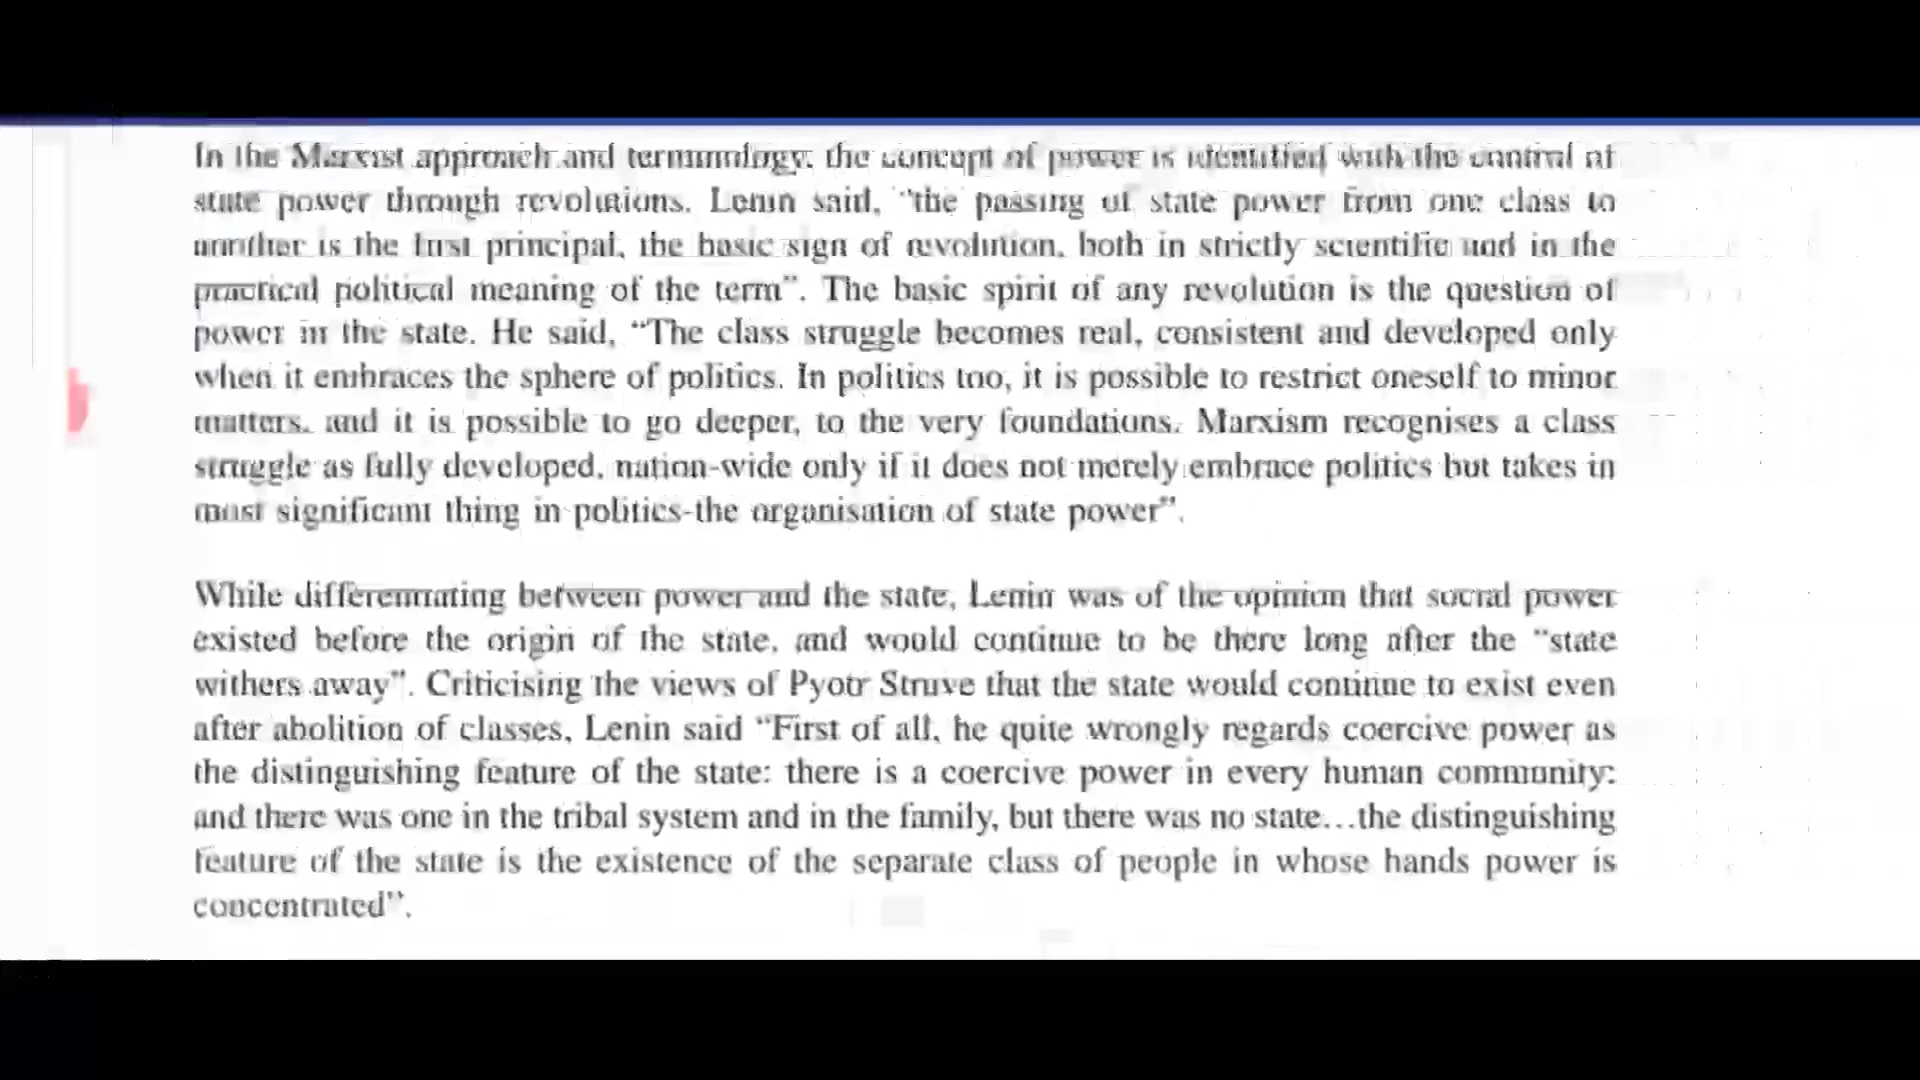 In the Marxist approach and terminology, the concept of power is identified with the control of
state power through revolutions. Lenin said, "the passing of state power from one class to
another is the first principal, the basic sign of revolution, both in strictly scientific and in the
practical political meaning of the term". The basic spirit of any revolution is the question of
power in the state. He said, "The class struggle becomes real, consistent and developed only
when it embraces the sphere of politics. In politics too, it is possible to restrict oneself to minor
matters, and it is possible to go deeper, to the very foundations. Marxism recognises a class
struggle as fully developed, nation-wide only if it does not merely embrace politics but takes in
most significant thing in politics-the organisation of state power".
While differentiating between power and the state, Lenin was of the opinion that social power
existed before the origin of the state, and would continue to be there long after the "state
withers away". Criticising the views of Pyotr Struve that the state would continue to exist even
after abolition of classes, Lenin said "First of all, he quite wrongly regards coercive power as
the distinguishing feature of the state: there is a coercive power in every human community;
and there was one in the tribal system and in the family, but there was no state...the distinguishing
feature of the state is the existence of the separate class of people in whose hands power is
concentrated".